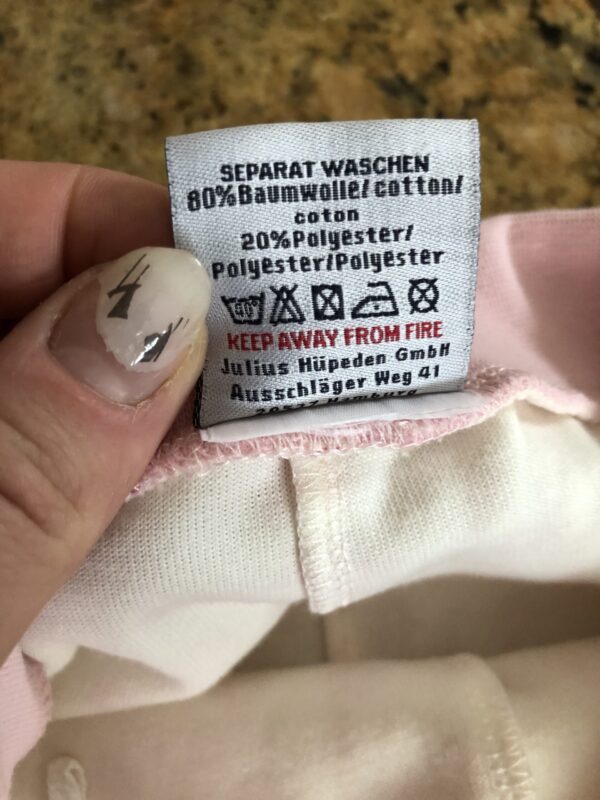 SEPARAT WASCHEN
80%Baumwolle/cotton/
coton
20%Polyester/
Polyester/Polyester
40
KEEP AWAY FROM FIRE
Julius Hüpeden GmbH
Ausschläger Weg 41
Hamburg